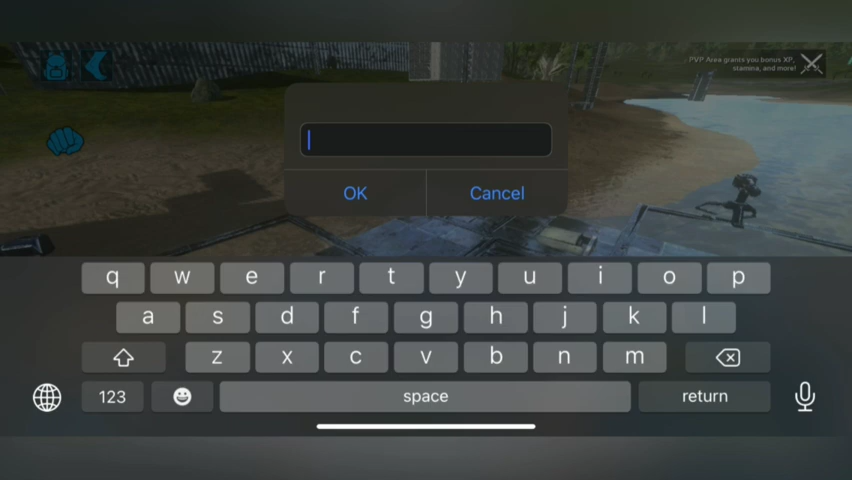 PVP Area grants you bonus XP,
stamina, and more!
OK Cancel
q w e r t y u i o p
a s d f g h j k l
z x c v b n m
123 space return